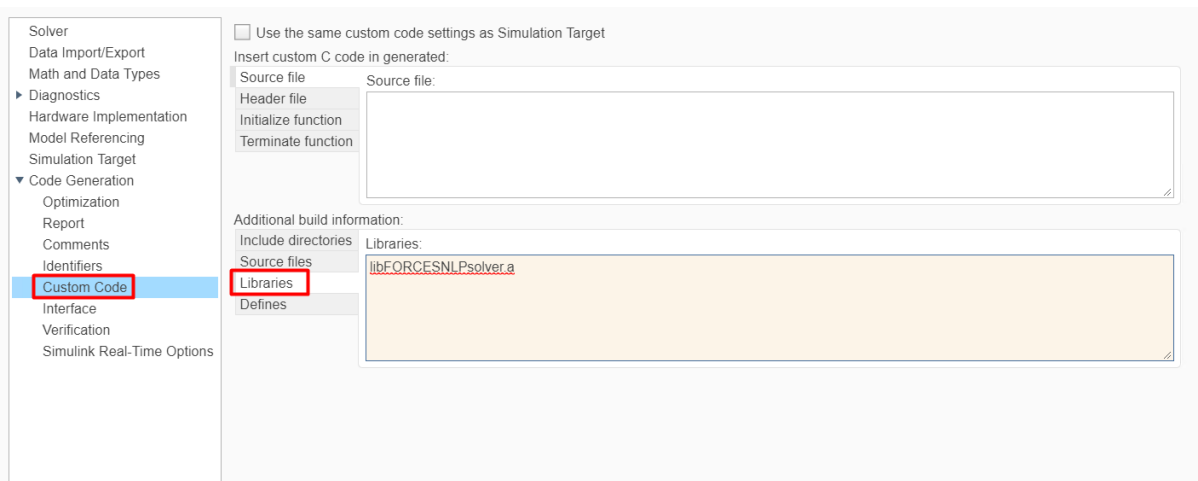 Solver
Data Import/Export
Math and Data Types
Diagnostics
Hardware Implementation
Model Referencing
Simulation Target
Code Generation
Optimization
Report
Comments
Identifiers
Custom Code
Interface
Verification
Simulink Real-Time Options
Use the same custom code settings as Simulation Target
Insert custom C code in generated:
Source file
Header file
Initialize function
Terminate function
Source file:
Additional build information:
Include directories
Source files
Libraries
Defines
Libraries:
libFORCESNLPsolver.a